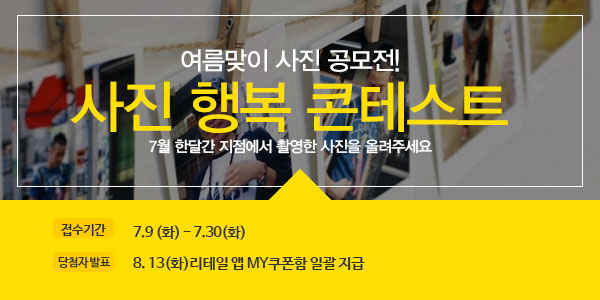 여름맞이 사진 공모전!
사진 행복 콘테스트
7월 한달간 지점에서 촬영한 사진을 올려주세요
접수기간 7.9 (화) - 7.30(화)
당첨자 발표 8. 13(화)리테일 앱 MY쿠폰함 일괄 지급